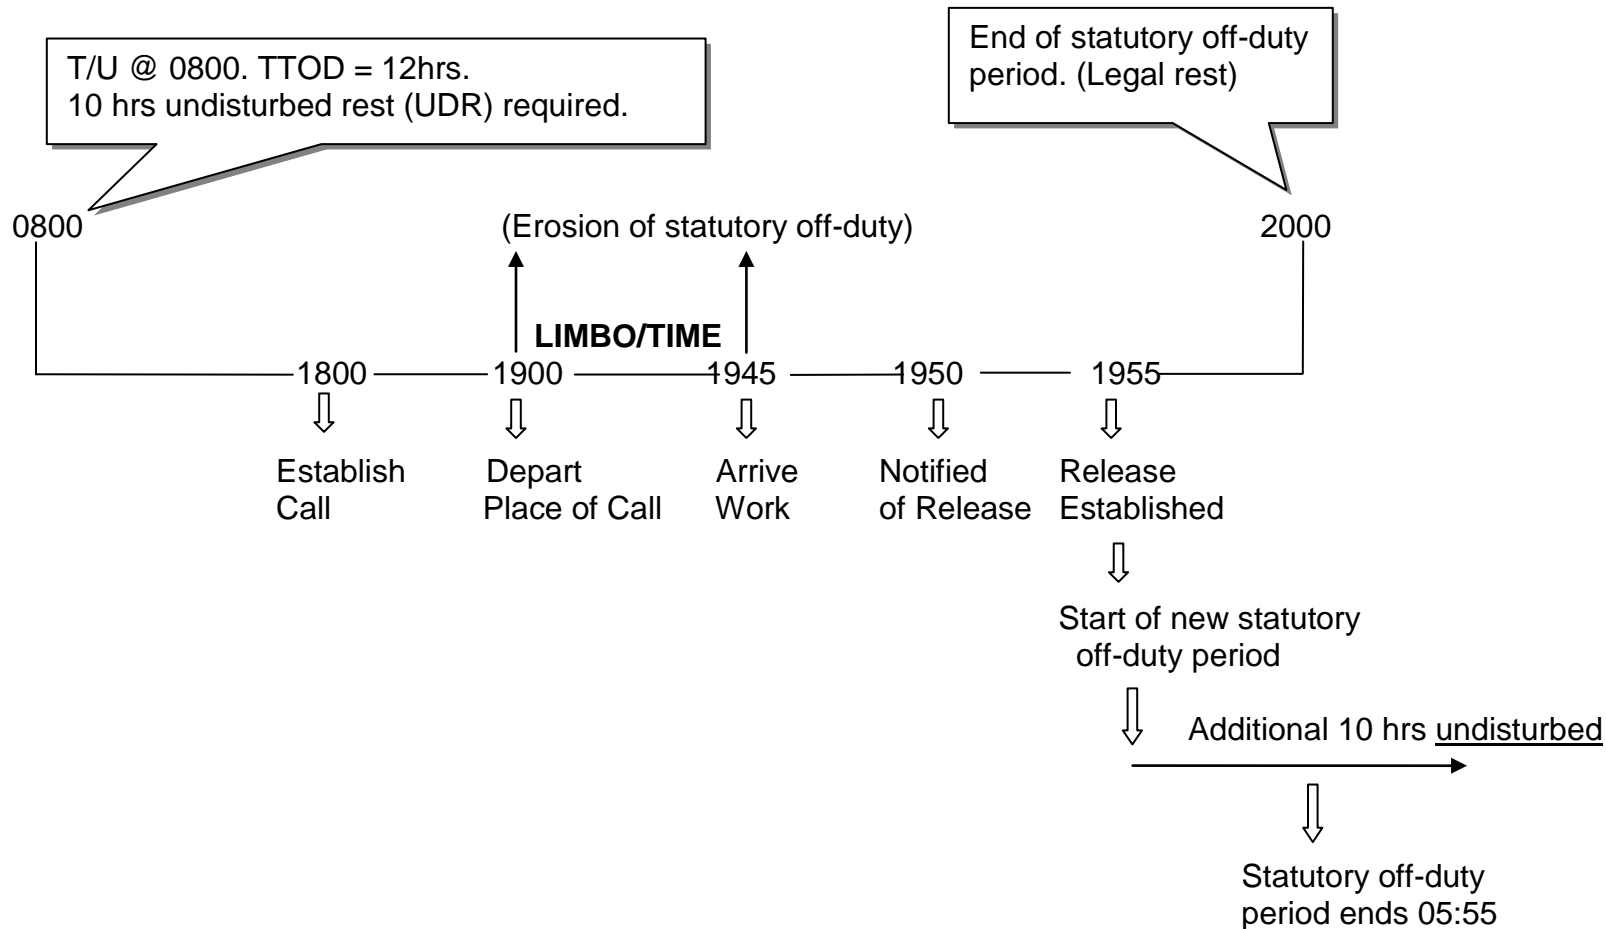 T/U @ 0800. TTOD = 12hrs.
10 hrs undisturbed rest (UDR) required.
End of statutory off-duty
period. (Legal rest)
0800
(Erosion of statutory off-duty)
2000
LIMBO/TIME
1800
1900
1945
1950
1955
Establish
Call
Depart
Place of Call
Arrive
Work
Notified
of Release
Release
Established
Start of new statutory
off-duty period
Additional 10 hrs undisturbed
Statutory off-duty
period ends 05:55